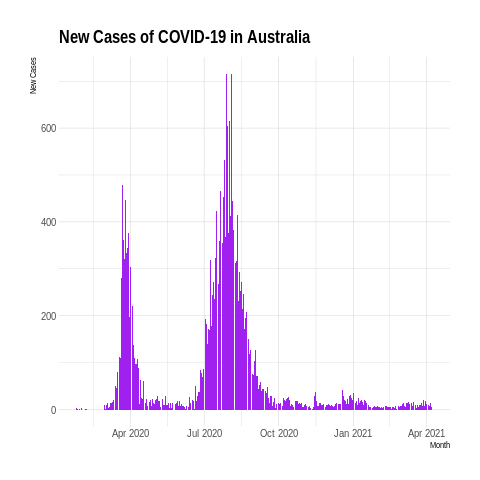 New Cases of COVID-19 in Australia
New Cases
600
400
200
0
Apr 2020 Jul 2020 Oct 2020 Jan 2021 Apr 2021
Month